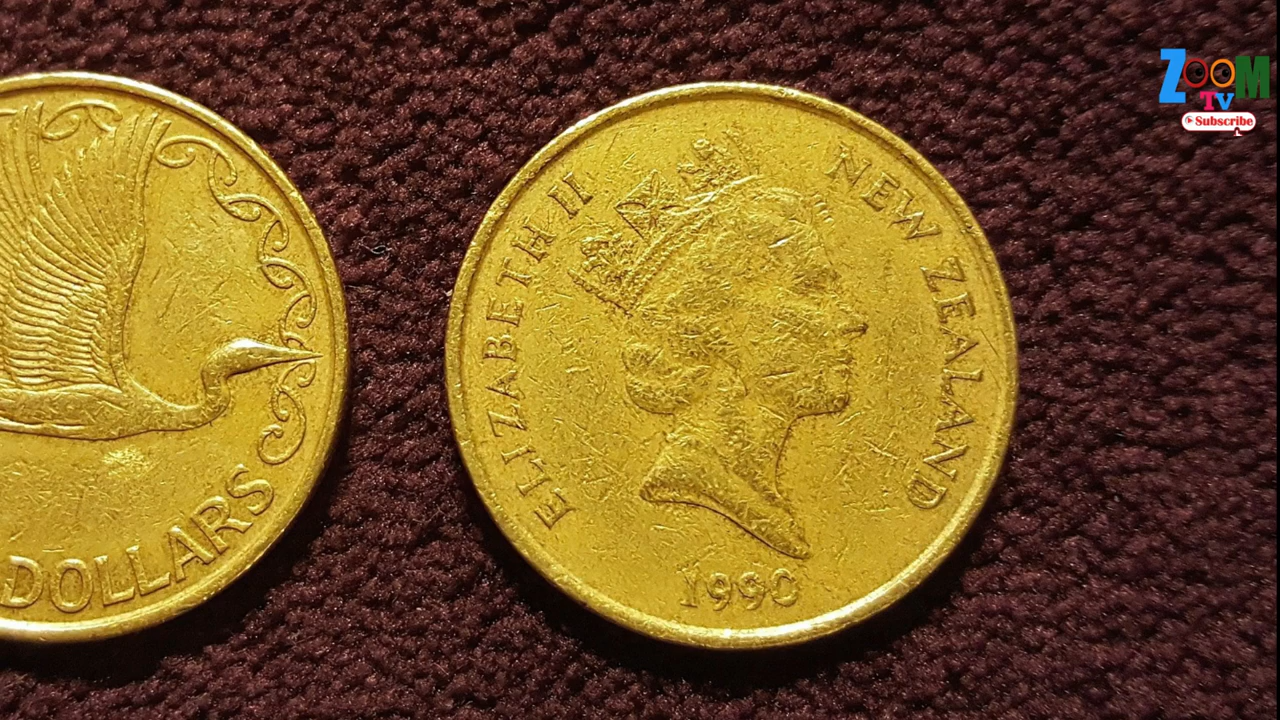 ZOOM
Tv
Subscribe
ELIZABETH II
NEW ZEALAND
1990
DOLLARS